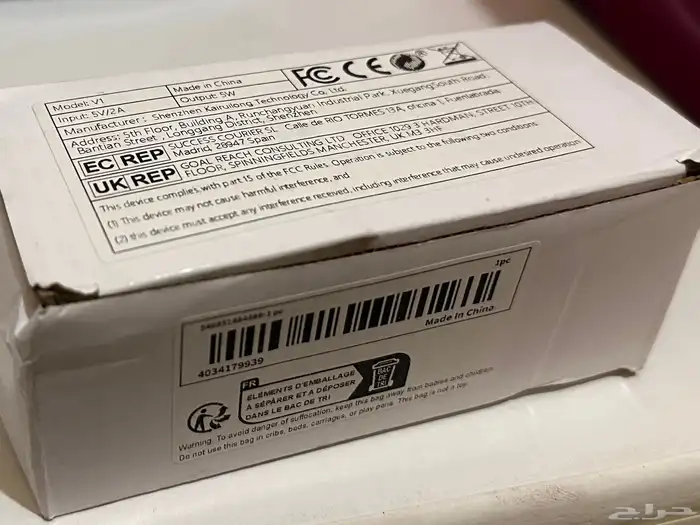 Model: V1
Made in China
Input: 5V/2A
Output: 5W
Manufacturer: Shenzhen Kairuilong Technology Co., Ltd.
Address: 5th Floor, Building A, Runchangyuan Industrial Park, XuegangSouth Road,
Bantian Street, Longgang District, Shenzhen
EC REP
SUCCESS COURIER SL. Calle de RIO TORMES 13A, oficina 1 Fuenlabrada,
Madrid, 28947 Spain
UK REP
GOAL REACH CONSULTING LTD OFFICE 1029 3 HARDMAN, STREET 10TH
FLOOR, SPINNINGFIELDS MANCHESTER, UK, M3 3HF
This device complies with part 15 of the FCC Rules. Operation is subject to the following two conditions
(1) This device may not cause harmful interference, and
(2) this device must accept any interference received, including interference that may cause undesired operation
FC CE
1pc
4034179939
Made In China
FR
ÉLÉMENTS D'EMBALLAGE
À SÉPARER ET À DÉPOSER
DANS LE BAC DE TRI
BAC
DE
TRI
Warning: To avoid danger of suffocation, keep this bag away from babies and children.
Do not use this bag in cribs, beds, carriages, or play pens. This bag is not a toy.
حراج